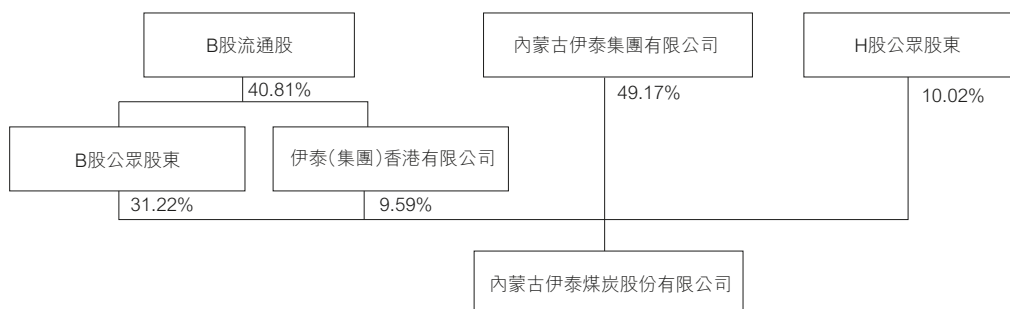 B股流通股
內蒙古伊泰集團有限公司
H股公眾股東
40.81%
49.17%
10.02%
B股公眾股東
伊泰(集團)香港有限公司
31.22%
9.59%
內蒙古伊泰煤炭股份有限公司